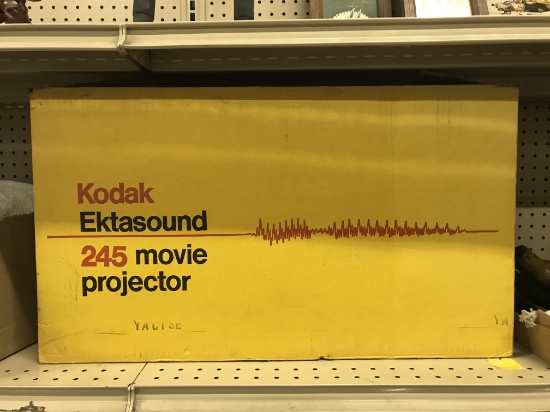 Kodak
Ektasound
245 movie
projector